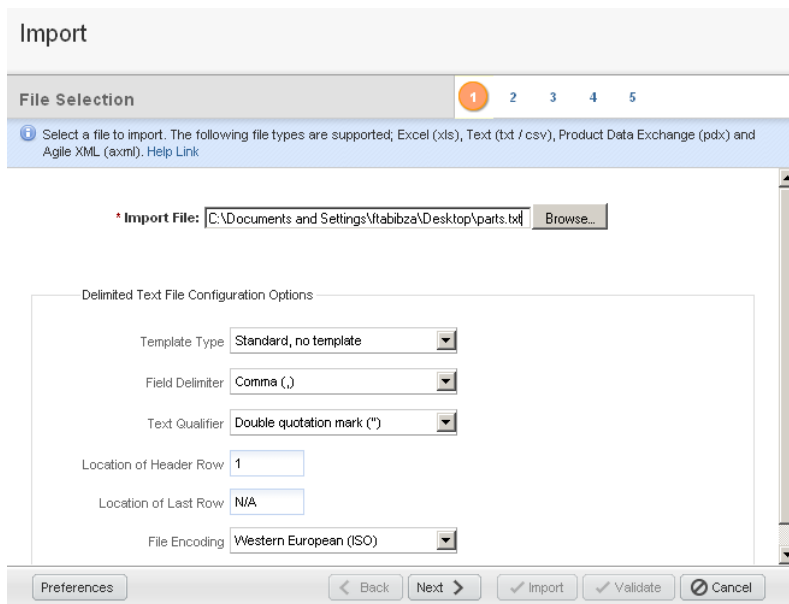 Import
File Selection
1 2 3 4 5
Select a file to import. The following file types are supported; Excel (xls), Text (txt / csv), Product Data Exchange (pdx) and
Agile XML (axml). Help Link
* Import File: C:\Documents and Settings\ftabibza\Desktop\parts.txt Browse...
Delimited Text File Configuration Options
Template Type Standard, no template
Field Delimiter Comma (,)
Text Qualifier Double quotation mark (")
Location of Header Row 1
Location of Last Row N/A
File Encoding Western European (ISO)
Preferences Back Next Import Validate Cancel